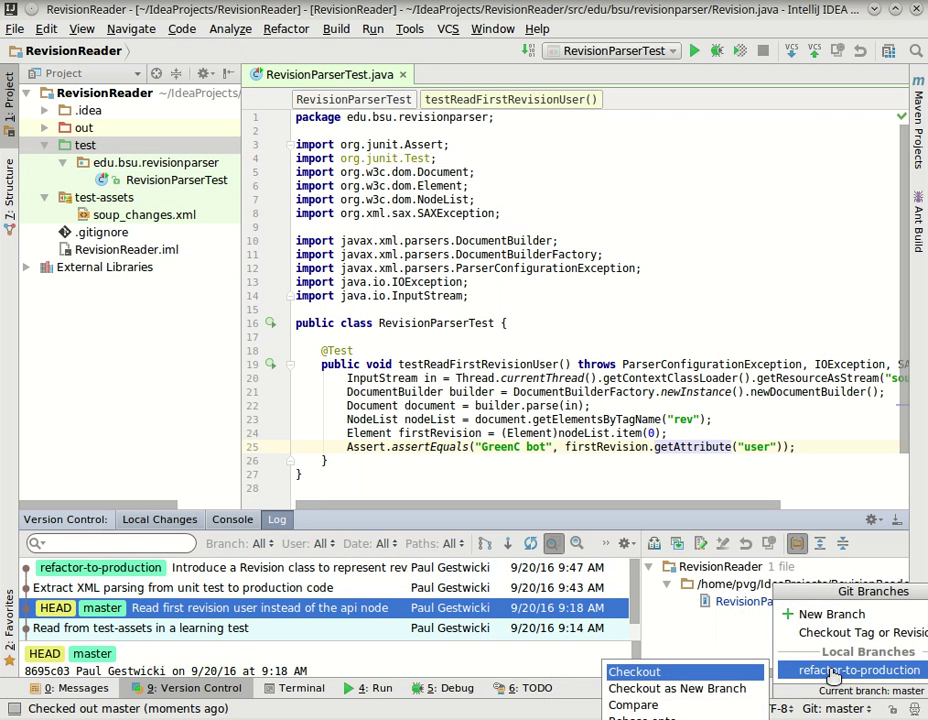 RevisionReader - [~/IdeaProjects/RevisionReader] - [RevisionReader] - ~/IdeaProjects/RevisionReader/src/edu/bsu/revisionparser/Revision.java - IntelliJ IDEA ...
File Edit View Navigate Code Analyze Refactor Build Run Tools VCS Window Help
RevisionReader RevisionParserTest VCS VCS
1: Project
7: Structure
2: Favorites
Maven Projects
Ant Build
Project
RevisionReader ~/IdeaProjects/
.idea
out
test
edu.bsu.revisionparser
RevisionParserTest
test-assets
soup_changes.xml
.gitignore
RevisionReader.iml
External Libraries
RevisionParserTest.java
RevisionParserTest testReadFirstRevisionUser()
1 package edu.bsu.revisionparser;
2
3 import org.junit.Assert;
4 import org.junit.Test;
5 import org.w3c.dom.Document;
6 import org.w3c.dom.Element;
7 import org.w3c.dom.NodeList;
8 import org.xml.sax.SAXException;
9
10 import javax.xml.parsers.DocumentBuilder;
11 import javax.xml.parsers.DocumentBuilderFactory;
12 import javax.xml.parsers.ParserConfigurationException;
13 import java.io.IOException;
14 import java.io.InputStream;
15
16 public class RevisionParserTest {
17
18 @Test
19 public void testReadFirstRevisionUser() throws ParserConfigurationException, IOException, SA
20 InputStream in = Thread.currentThread().getContextClassLoader().getResourceAsStream("sou
21 DocumentBuilder builder = DocumentBuilderFactory.newInstance().newDocumentBuilder();
22 Document document = builder.parse(in);
23 NodeList nodeList = document.getElementsByTagName("rev");
24 Element firstRevision = (Element)nodeList.item(0);
25 Assert.assertEquals("GreenC bot", firstRevision.getAttribute("user"));
26 }
27 }
28
Version Control: Local Changes Console Log
Branch: All User: All Date: All Paths: All
refactor-to-production Introduce a Revision class to represent rev Paul Gestwicki 9/20/16 9:47 AM
Extract XML parsing from unit test to production code Paul Gestwicki 9/20/16 9:43 AM
HEAD master Read first revision user instead of the api node Paul Gestwicki 9/20/16 9:18 AM
Read from test-assets in a learning test Paul Gestwicki 9/20/16 9:14 AM
HEAD master
8695c03 Paul Gestwicki on 9/20/16 at 9:18 AM
RevisionReader 1 file
/home/pvg/IdeaProjects/RevisionReade
RevisionPa
Git Branches
New Branch
Checkout Tag or Revisio
Local Branches
refactor-to-production
Current branch: master
Checkout
Checkout as New Branch
Compare
Rebase onto
0: Messages 9: Version Control Terminal 4: Run 5: Debug 6: TODO
Checked out master (moments ago) F-8 Git: master